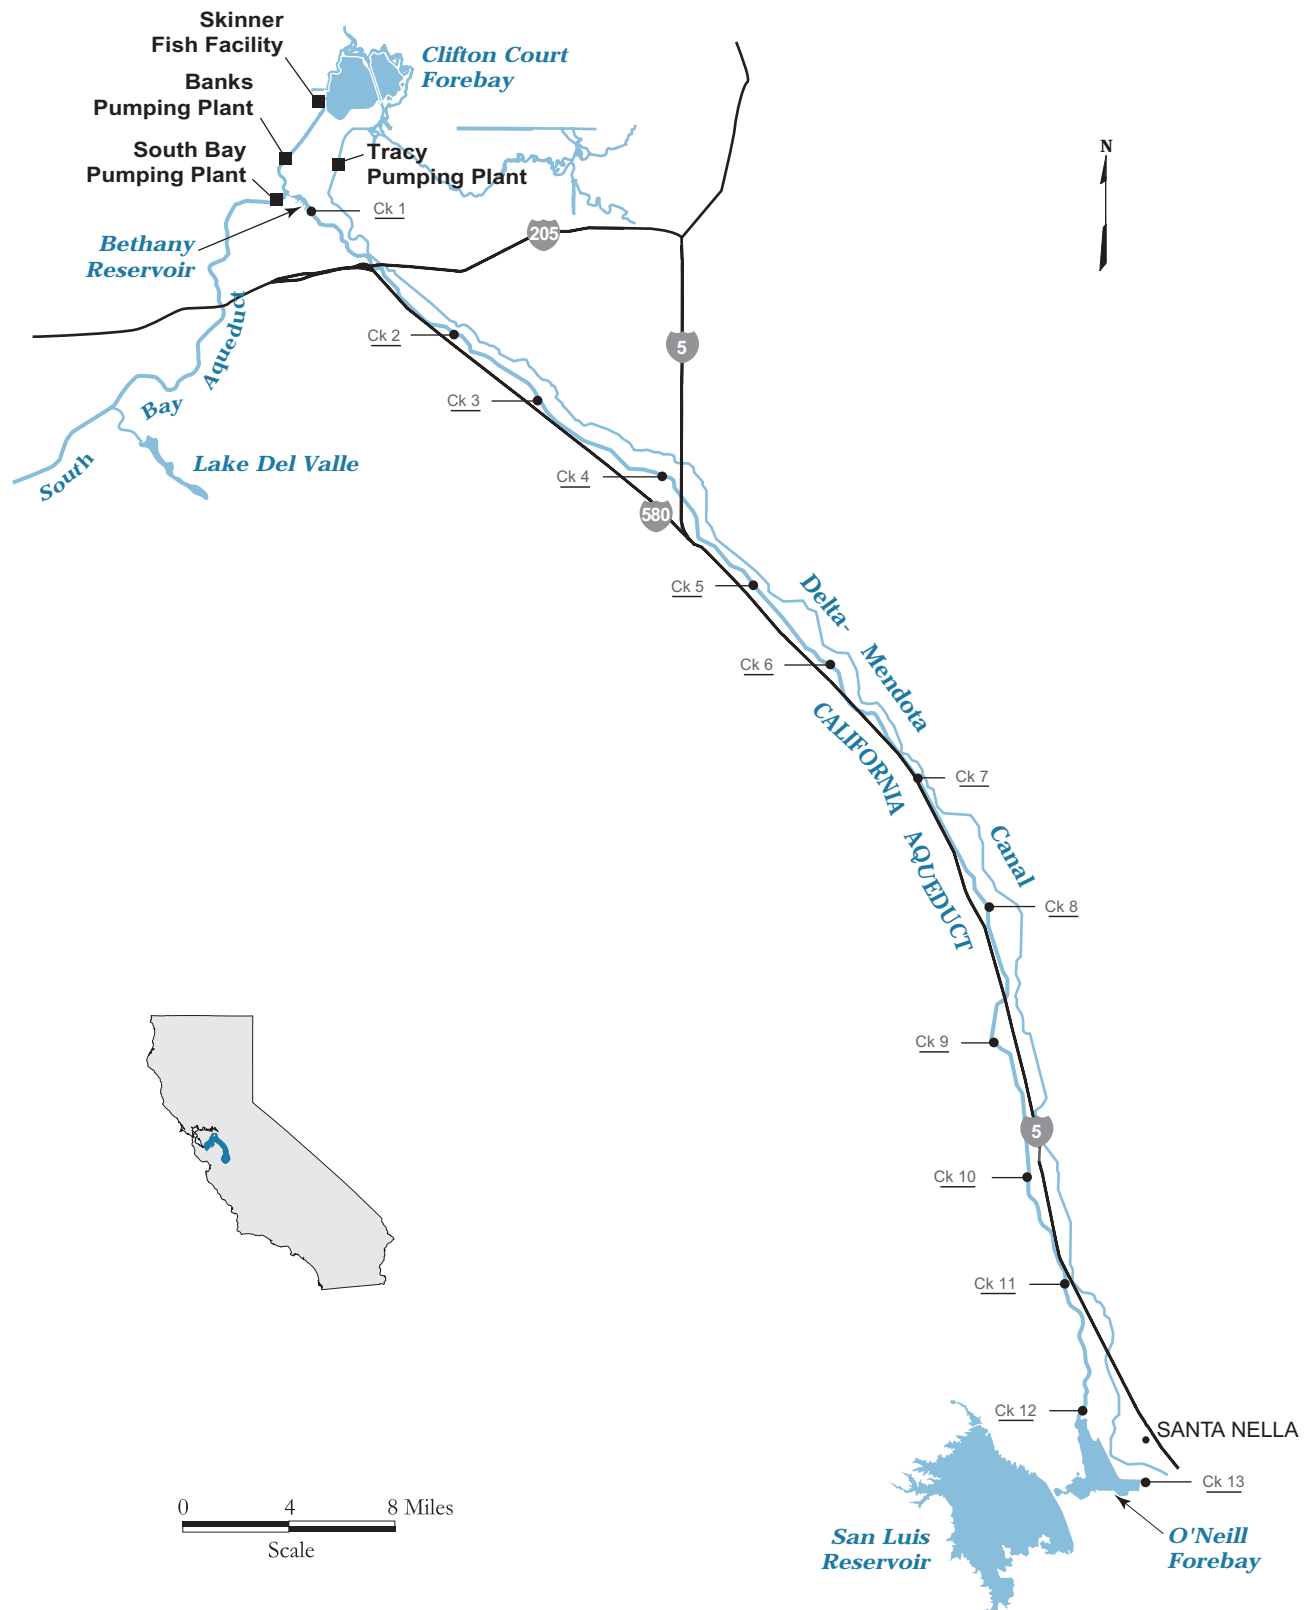 Skinner
Fish Facility
Clifton Court
Forebay
Banks
Pumping Plant
South Bay
Pumping Plant
Tracy
Pumping Plant
N
Ck 1
Bethany
Reservoir
205
Ck 2
5
South Bay Aqueduct
Ck 3
Lake Del Valle
Ck 4
580
Ck 5
Delta-
Mendota
Canal
Ck 6
CALIFORNIA AQUEDUCT
Ck 7
Ck 8
Ck 9
5
Ck 10
Ck 11
Ck 12
SANTA NELLA
Ck 13
O'Neill
Forebay
San Luis
Reservoir
0 4 8 Miles
Scale